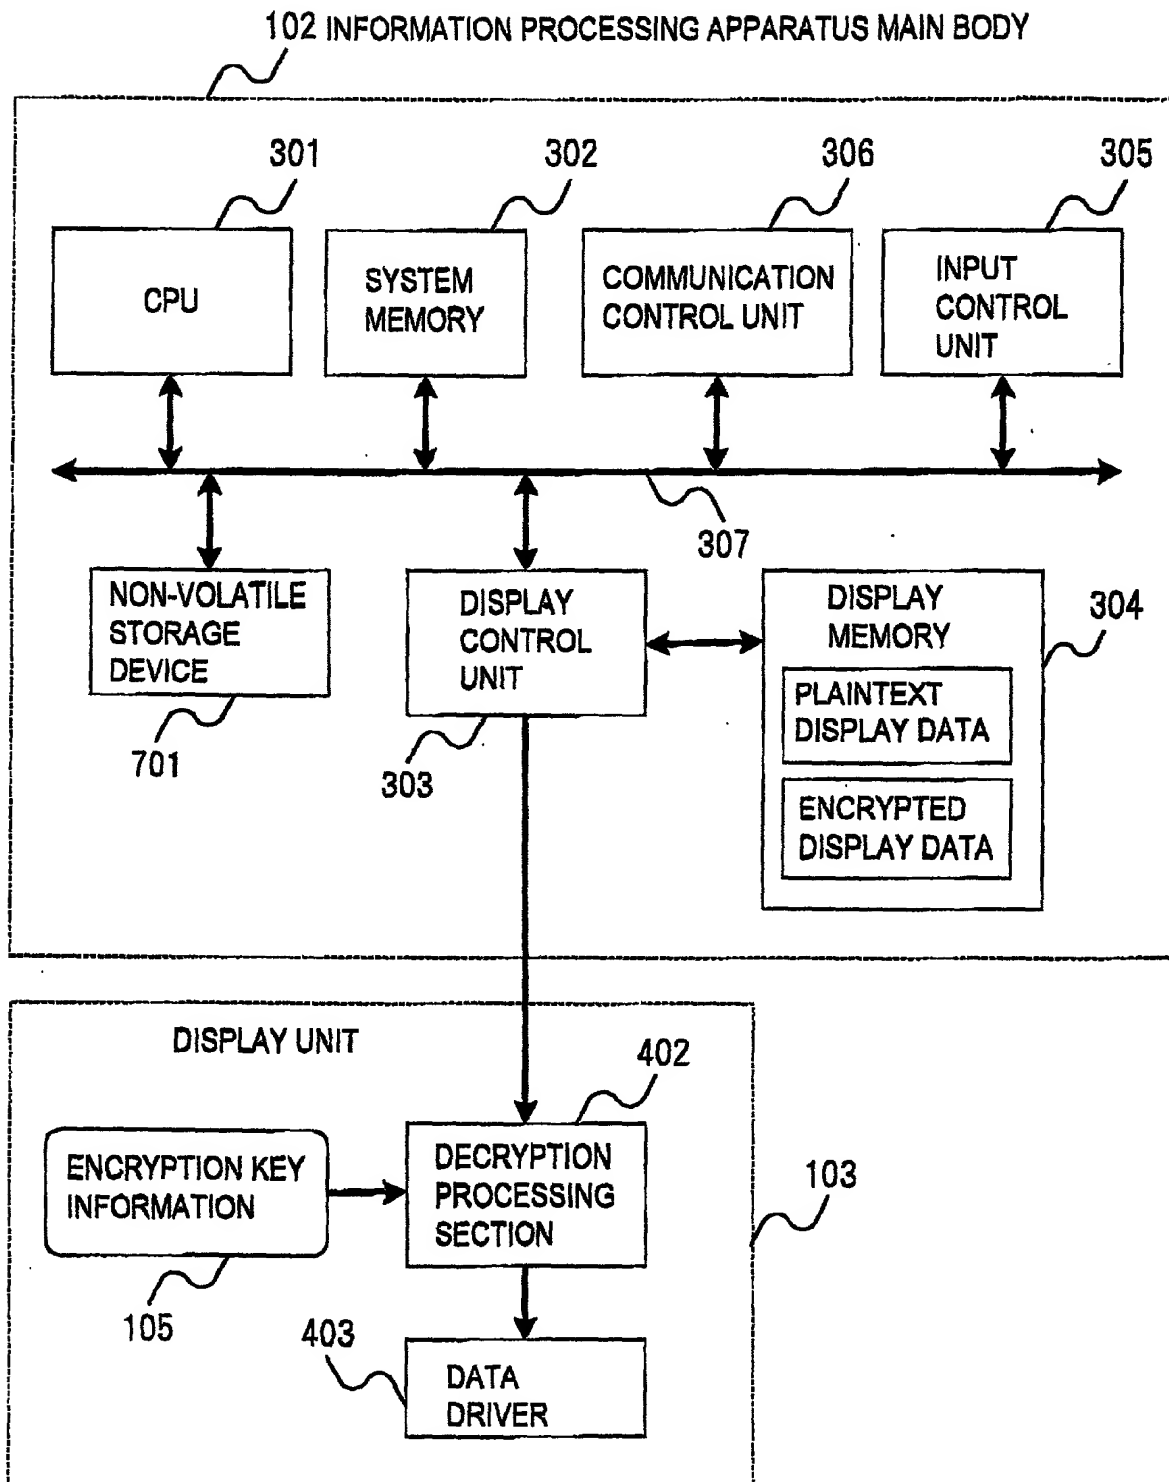 102 INFORMATION PROCESSING APPARATUS MAIN BODY
301
302
306
305
CPU
SYSTEM
MEMORY
COMMUNICATION
CONTROL UNIT
INPUT
CONTROL
UNIT
307
NON-VOLATILE
STORAGE
DEVICE
701
DISPLAY
CONTROL
UNIT
303
DISPLAY
MEMORY
304
PLAINTEXT
DISPLAY DATA
ENCRYPTED
DISPLAY DATA
DISPLAY UNIT
402
ENCRYPTION KEY
INFORMATION
105
DECRYPTION
PROCESSING
SECTION
103
403
DATA
DRIVER